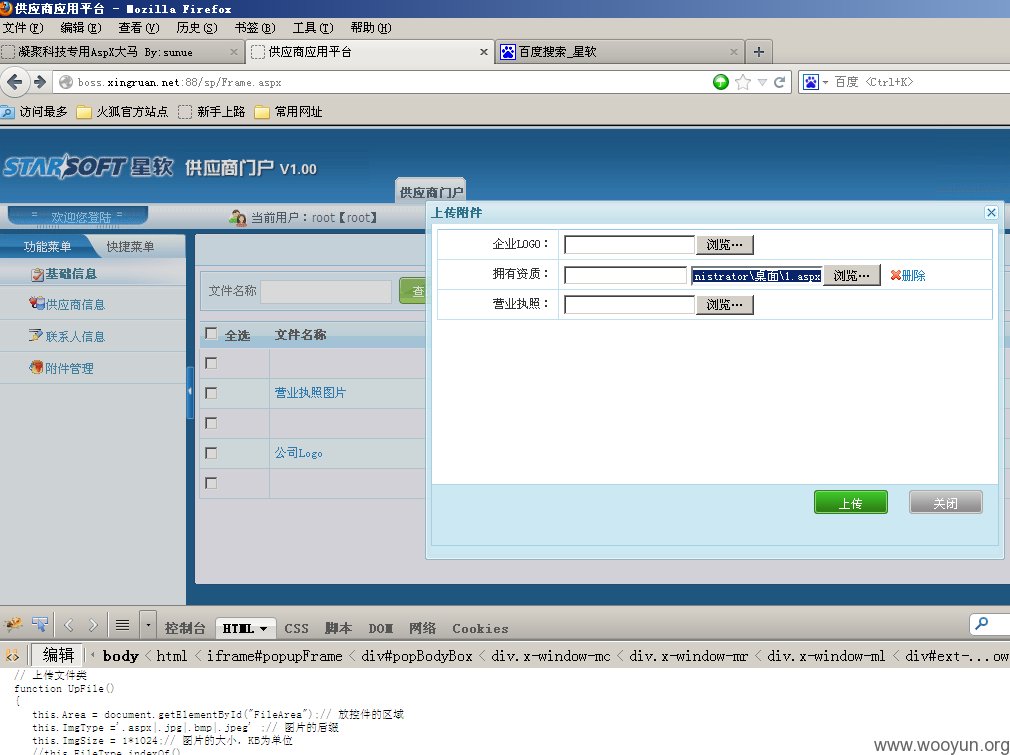 供应商应用平台 - Mozilla Firefox
文件(F) 编辑(E) 查看(V) 历史(S) 书签(B) 工具(T) 帮助(H)
凝聚科技专用AspX大马 By:sunue × 供应商应用平台 × 百度搜索_星软 × +
boss.xingruan.net:88/sp/Frame.aspx 百度 <Ctrl+K>
访问最多 火狐官方站点 新手上路 常用网址
STARSOFT 星软 供应商门户 V1.00
供应商门户
欢迎您登陆 当前用户：root【root】
上传附件
功能菜单 快捷菜单
企业LOGO： 浏览…
基础信息
拥有资质： nistrator\桌面\1.aspx 浏览… 删除
文件名称 查
供应商信息
营业执照： 浏览…
全选 文件名称
联系人信息
附件管理
营业执照图片
公司Logo
上传 关闭
控制台 HTML CSS 脚本 DOM 网络 Cookies
编辑 body < html < iframe#popupFrame < div#popBodyBox < div.x-window-mc < div.x-window-mr < div.x-window-ml < div#ext-...ow
// 上传文件类
function UpFile()
{
this.Area = document.getElementById("FileArea");// 放控件的区域
this.ImgType ='.aspx|.jpg|.bmp|.jpeg' ;// 图片的后辍
this.ImgSize = 1*1024;// 图片的大小，KB为单位
//this.FileType.indexOf()
www.wooyun.org